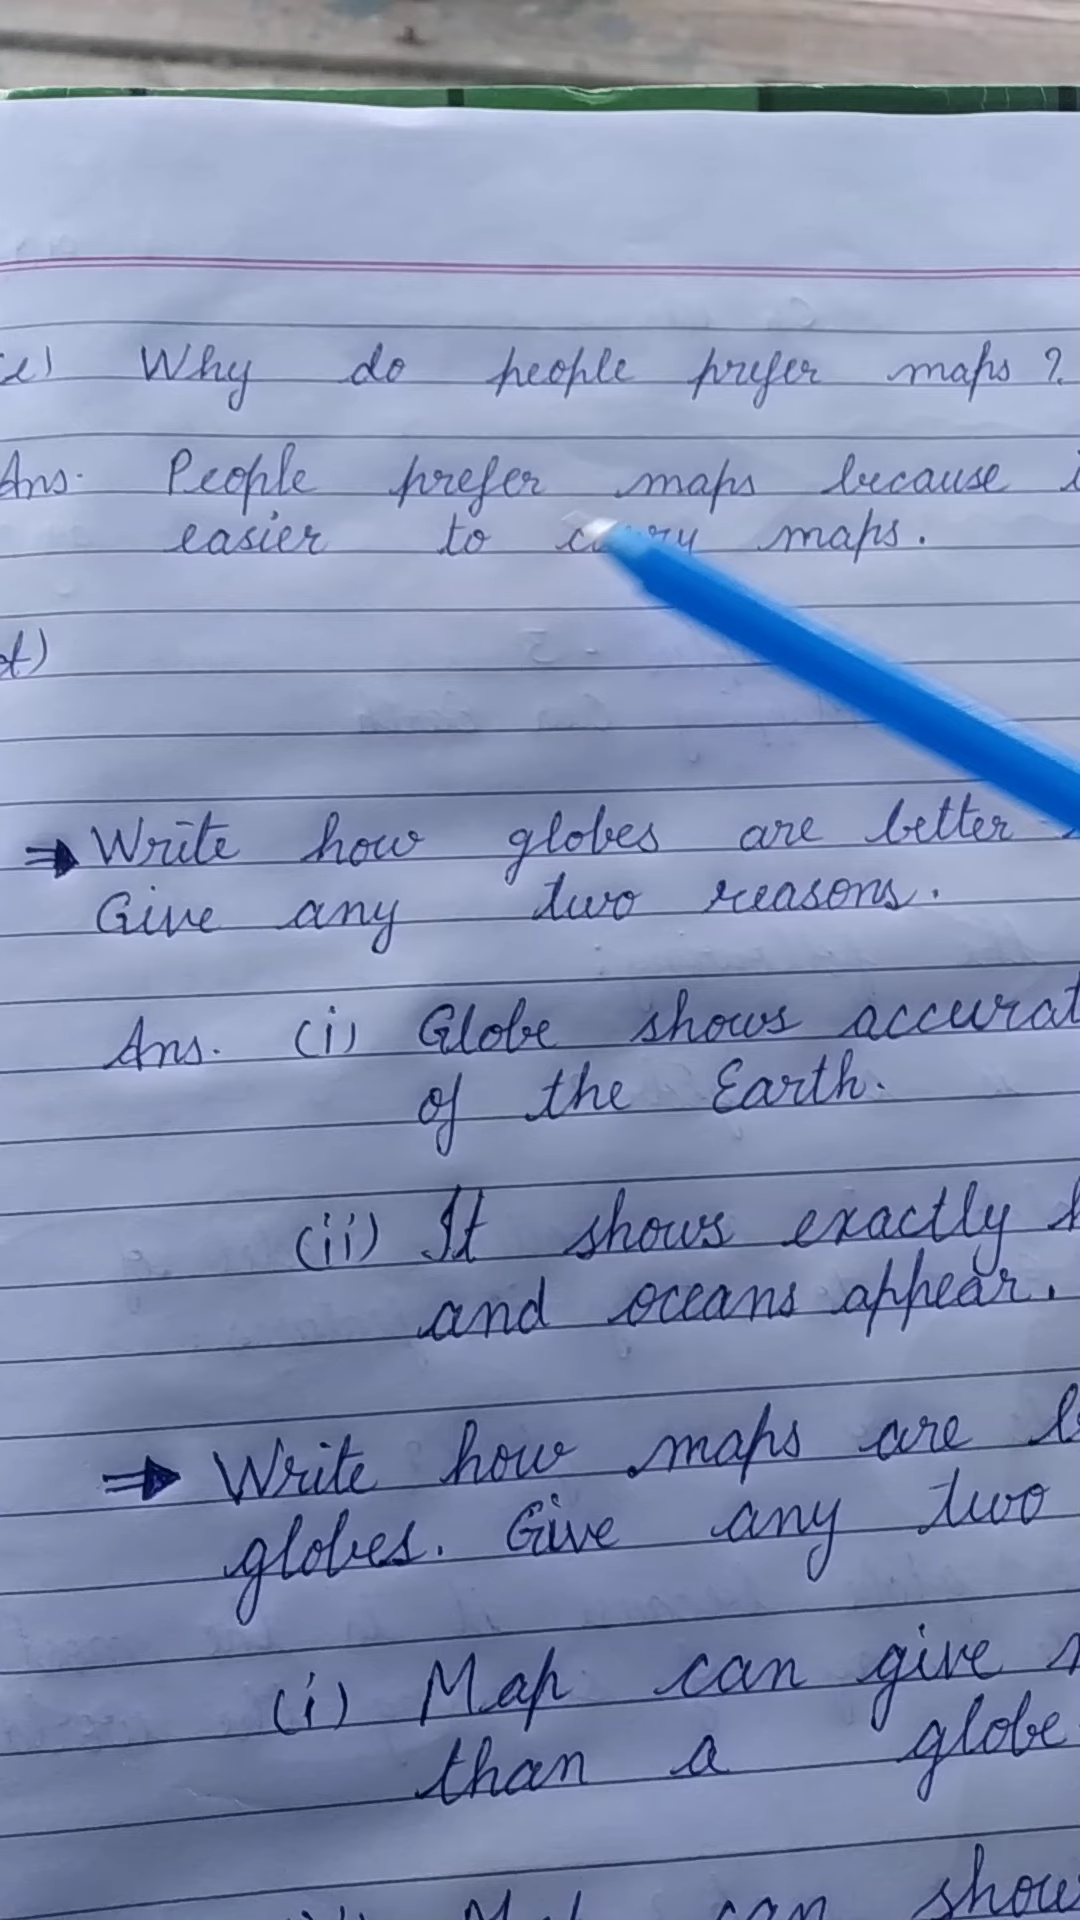 Why do people prefer maps?
Ans. People prefer maps because
easier to carry maps.
Write how globes are better
Give any two reasons.
Ans. (i) Globe shows
of the Earth.
(ii) It shows exactly
and oceans appear.
Write how maps are
globes. Give any two
(i) Map can give
than a globe
can